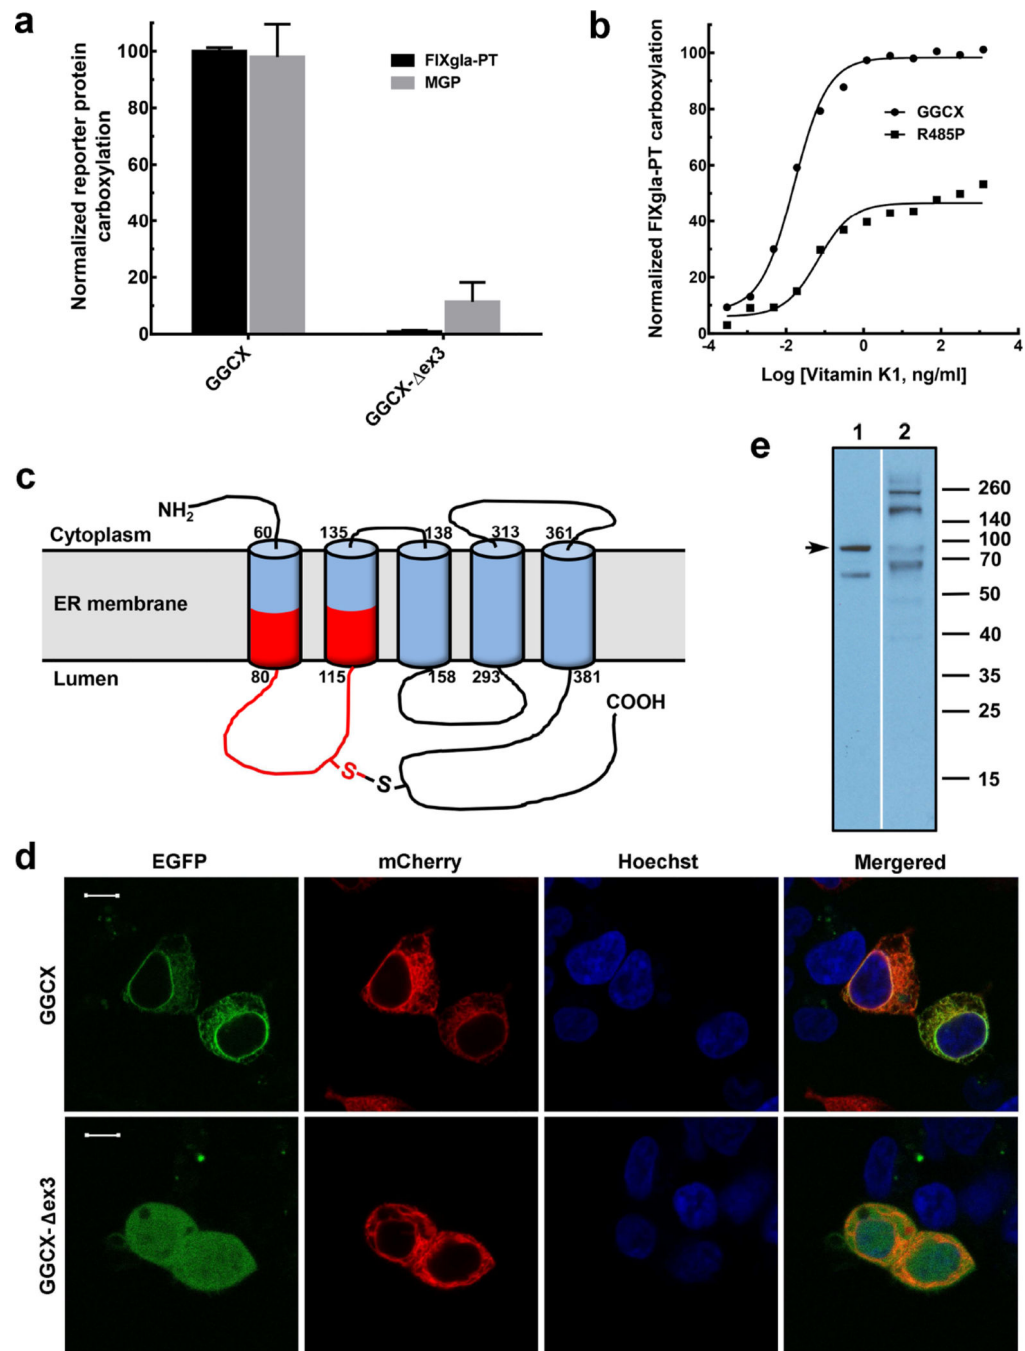 a
Normalized reporter protein
carboxylation
100
80
60
40
20
0
FIXgla-PT
MGP
GGCX
GGCX-Δex3
b
Normalized FIXgla-PT carboxylation
100
80
60
40
20
0
GGCX
R485P
-4
-2
0
2
4
Log [Vitamin K1, ng/ml]
c
NH2
Cytoplasm
60
135
138
313
361
ER membrane
Lumen
80
115
158
293
381
COOH
S
S
e
1
2
260
140
100
70
50
40
35
25
15
d
EGFP
mCherry
Hoechst
Mergered
GGCX
GGCX-Δex3